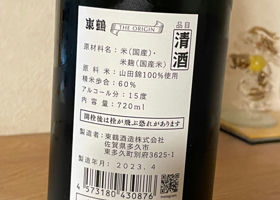 東鶴 THE ORIGIN
品目
清酒
原材料名：米(国産)・
米麹(国産米)
原料米：山田錦100%使用
精米歩合：60%
アルコール分：15度
内容量：720ml
開栓後は栓が飛ぶ恐れがあります
製造者：東鶴酒造株式会社
佐賀県多久市
東多久町別府3625-1
製造年月：2023.4
4573180430876
Instagram